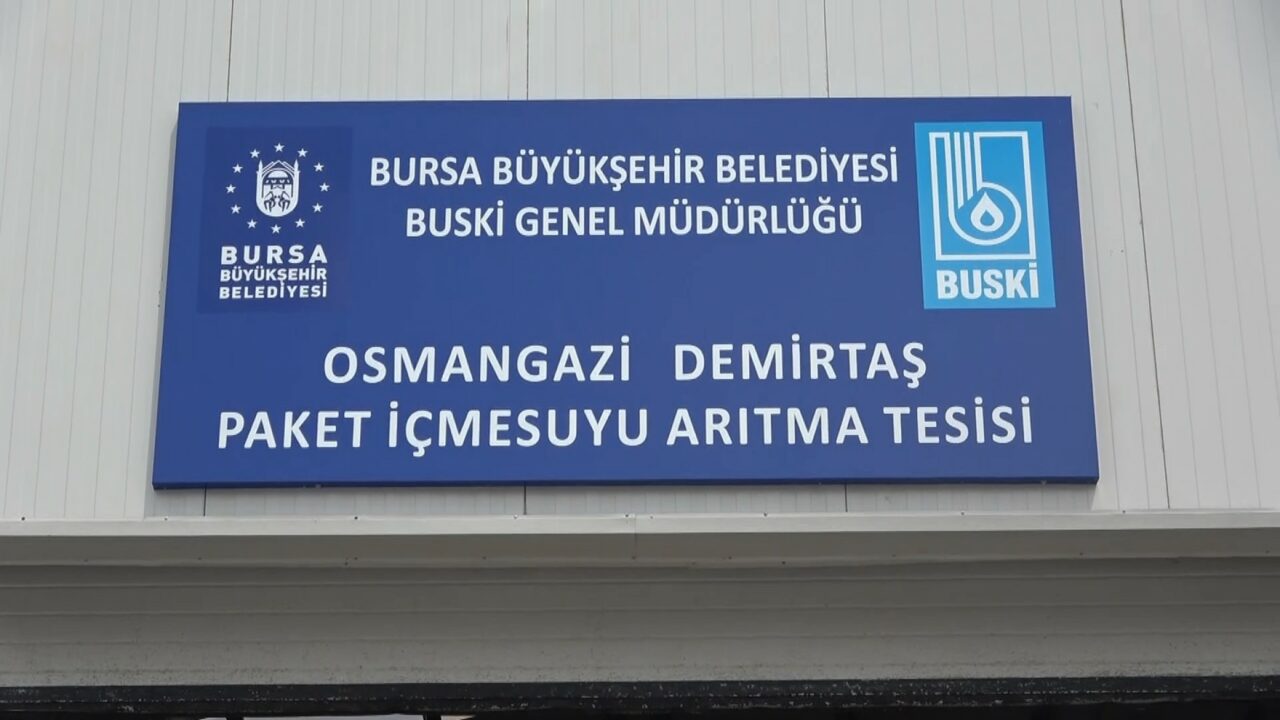 BURSA
BÜYÜKŞEHİR
BELEDİYESİ
BURSA BÜYÜKŞEHİR BELEDİYESİ
BUSKİ GENEL MÜDÜRLÜĞÜ
BUSKİ
OSMANGAZİ DEMİRTAŞ
PAKET İÇMESUYU ARITMA TESİSİ